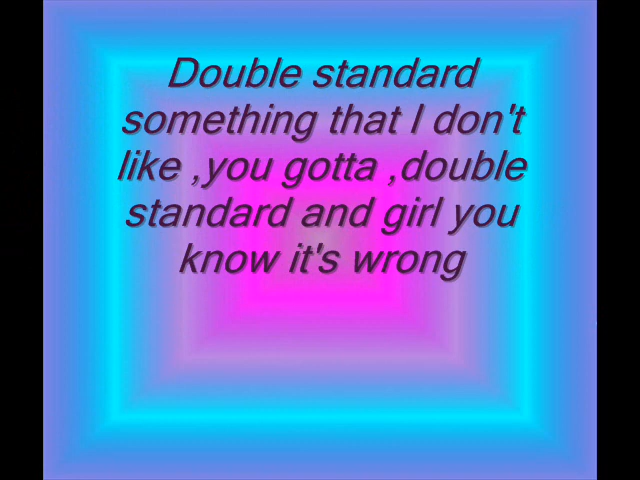 Double standard
something that I don't
like ,you gotta ,double
standard and girl you
know it's wrong